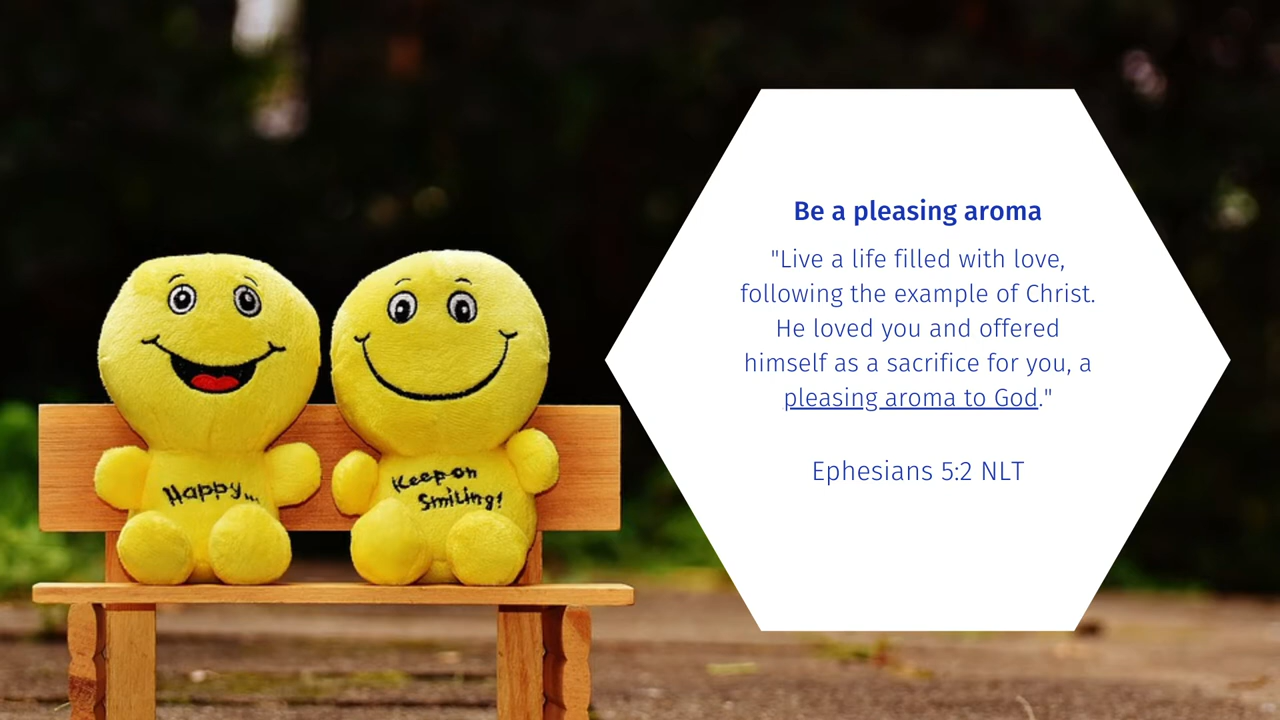 Happy...
Keep on
Smiling!
Be a pleasing aroma
"Live a life filled with love,
following the example of Christ.
He loved you and offered
himself as a sacrifice for you, a
pleasing aroma to God."
Ephesians 5:2 NLT